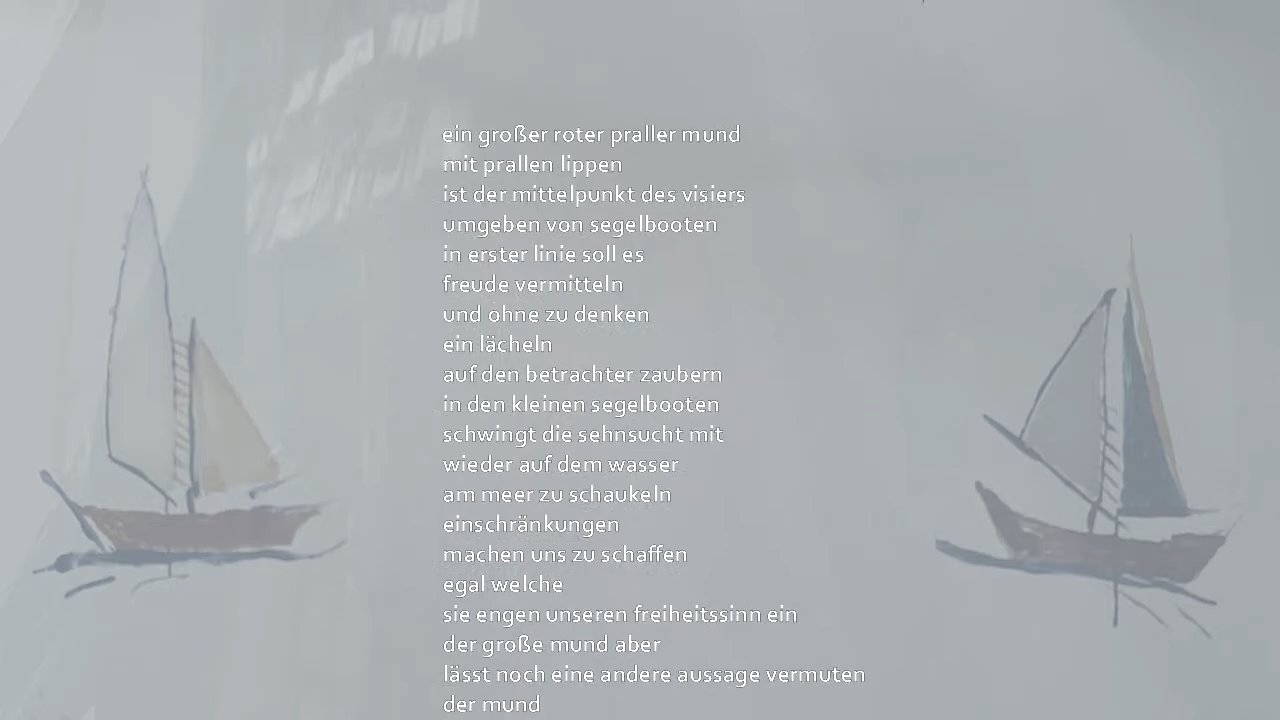 ein großer roter praller mund
mit prallen lippen
ist der mittelpunkt des visiers
umgeben von segelbooten
in erster linie soll es
freude vermitteln
und ohne zu denken
ein lächeln
auf den betrachter zaubern
in den kleinen segelbooten
schwingt die sehnsucht mit
wieder auf dem wasser
am meer zu schaukeln
einschränkungen
machen uns zu schaffen
egal welche
sie engen unseren freiheitssinn ein
der große mund aber
lässt noch eine andere aussage vermuten
der mund